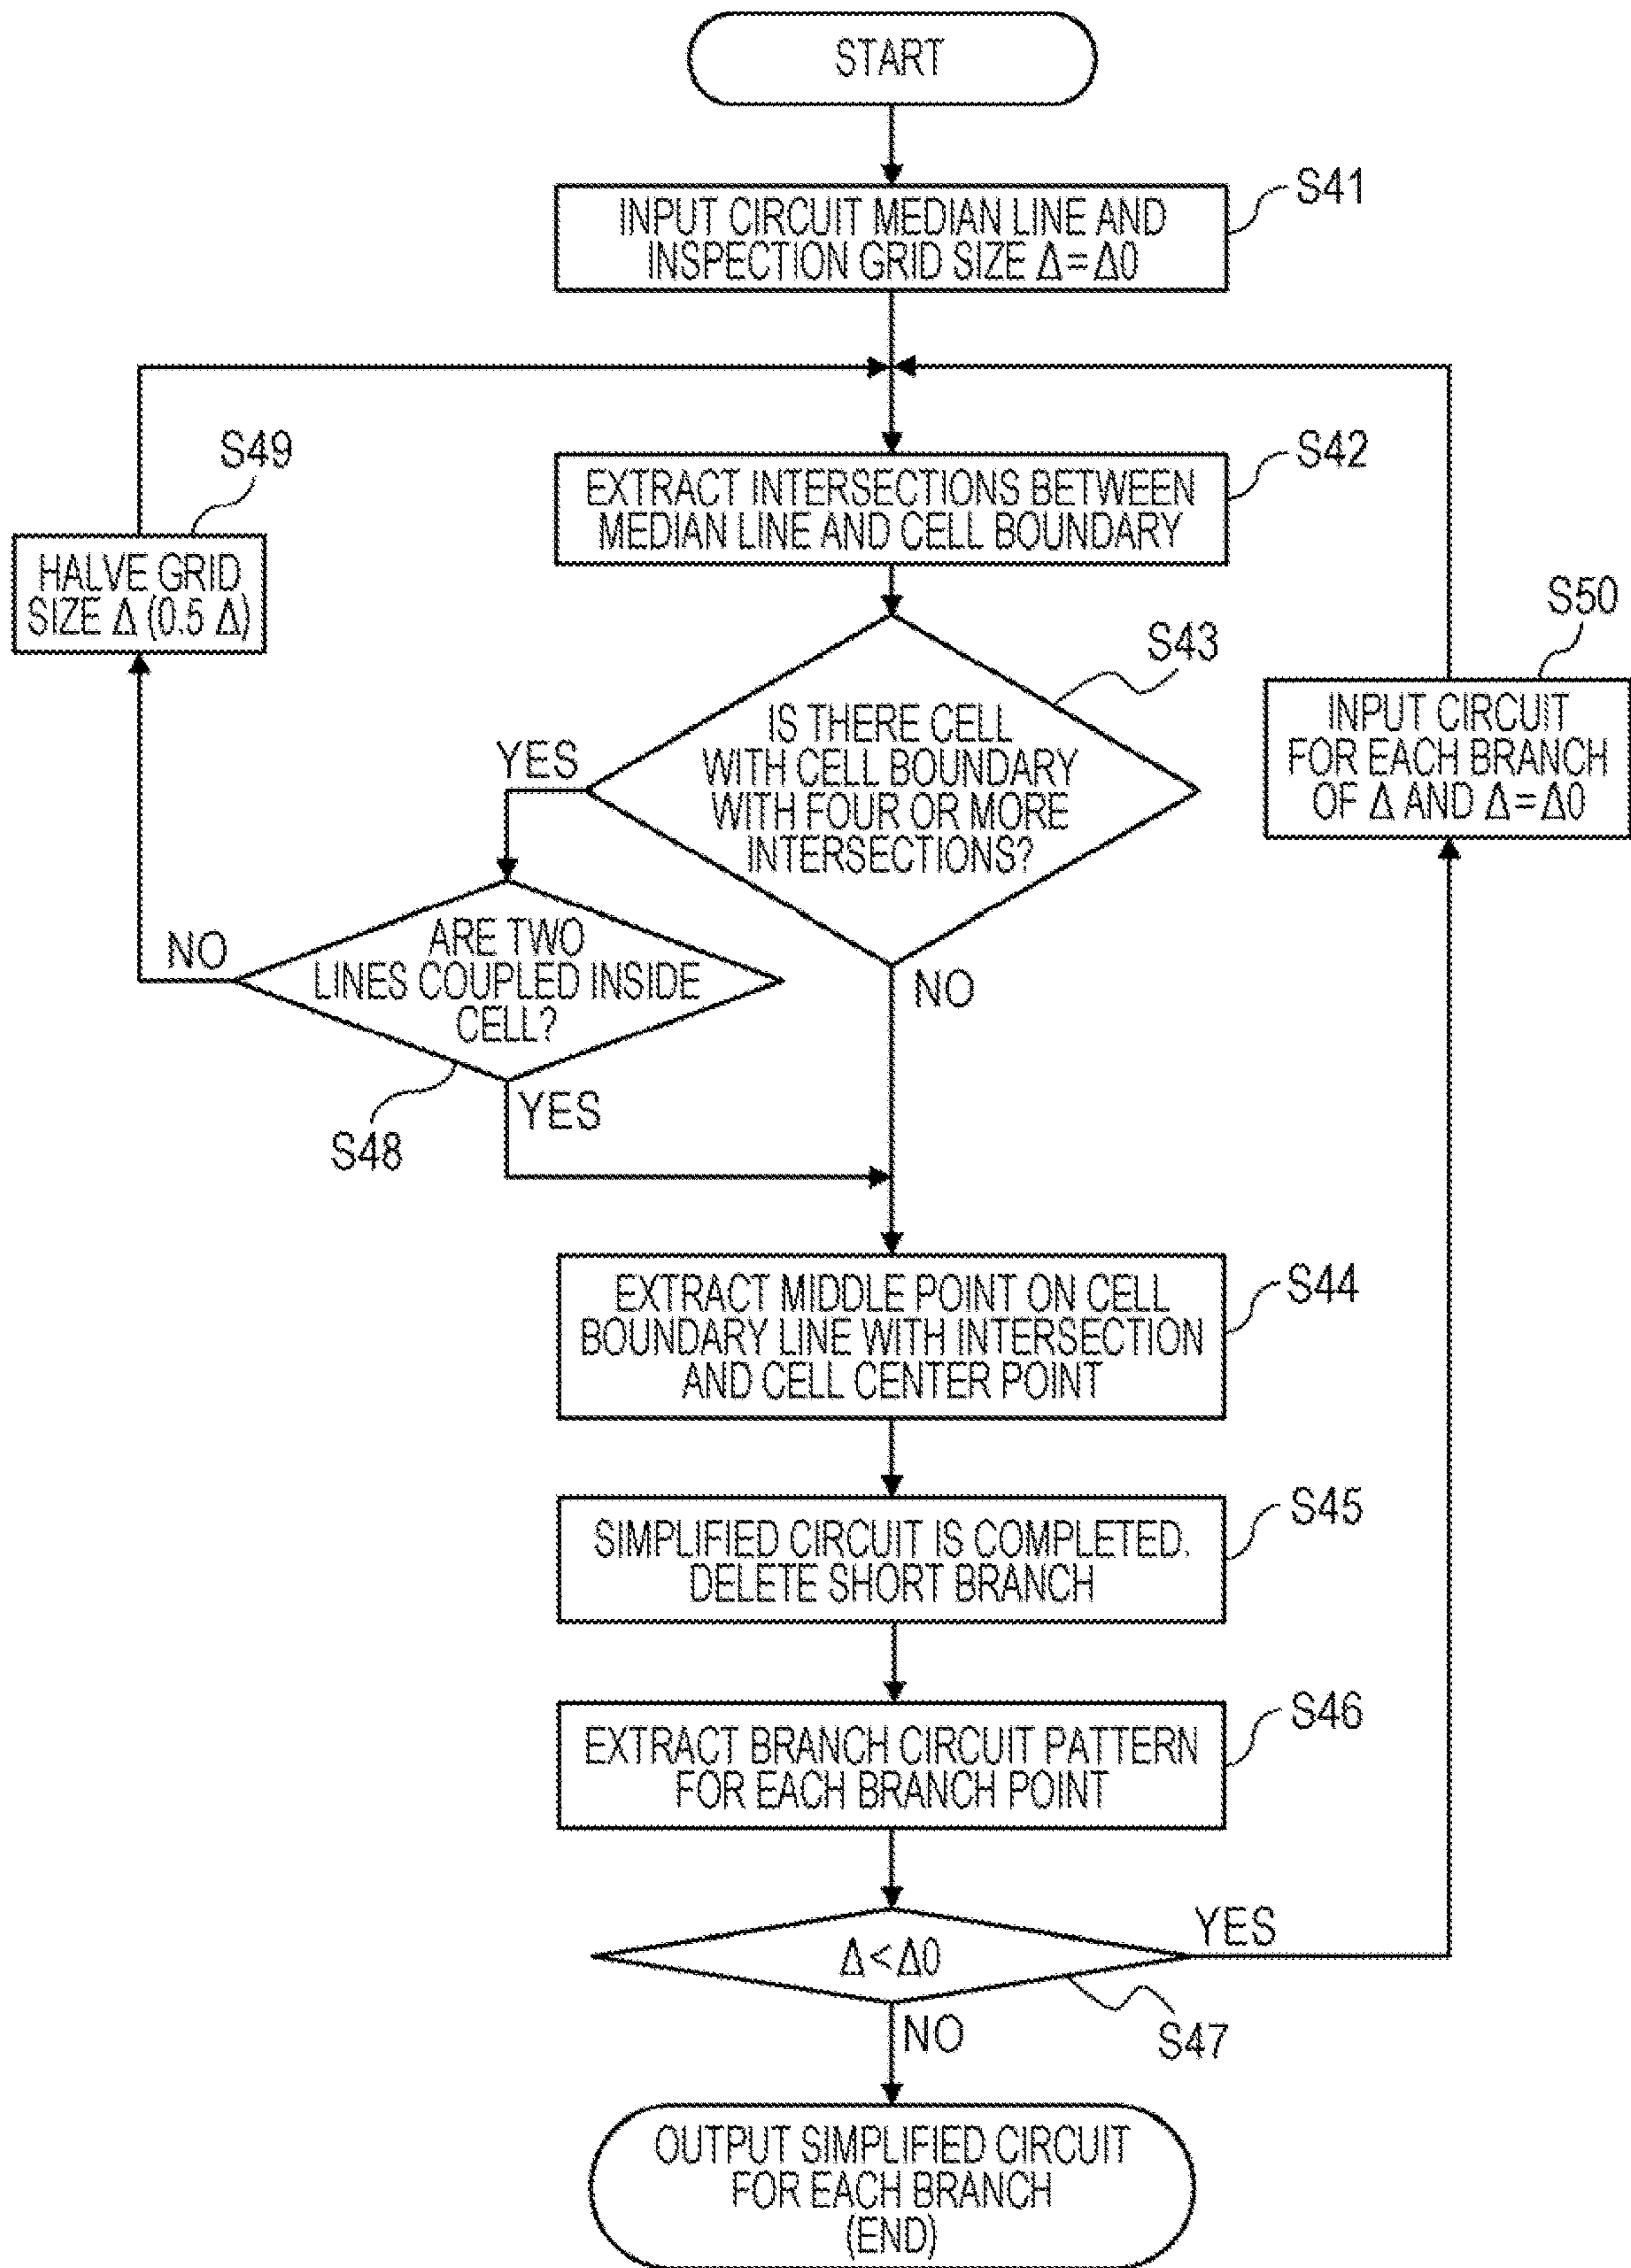 START
S41
INPUT CIRCUIT MEDIAN LINE AND
INSPECTION GRID SIZE Δ=Δ0
S49
HALVE GRID
SIZE Δ (0.5 Δ)
S42
EXTRACT INTERSECTIONS BETWEEN
MEDIAN LINE AND CELL BOUNDARY
S50
INPUT CIRCUIT
FOR EACH BRANCH
OF Δ AND Δ=Δ0
S43
IS THERE CELL
WITH CELL BOUNDARY
WITH FOUR OR MORE
INTERSECTIONS?
YES
NO
ARE TWO
LINES COUPLED INSIDE
CELL?
NO
YES
S48
S44
EXTRACT MIDDLE POINT ON CELL
BOUNDARY LINE WITH INTERSECTION
AND CELL CENTER POINT
S45
SIMPLIFIED CIRCUIT IS COMPLETED.
DELETE SHORT BRANCH
S46
EXTRACT BRANCH CIRCUIT PATTERN
FOR EACH BRANCH POINT
Δ<Δ0
YES
S47
NO
OUTPUT SIMPLIFIED CIRCUIT
FOR EACH BRANCH
(END)